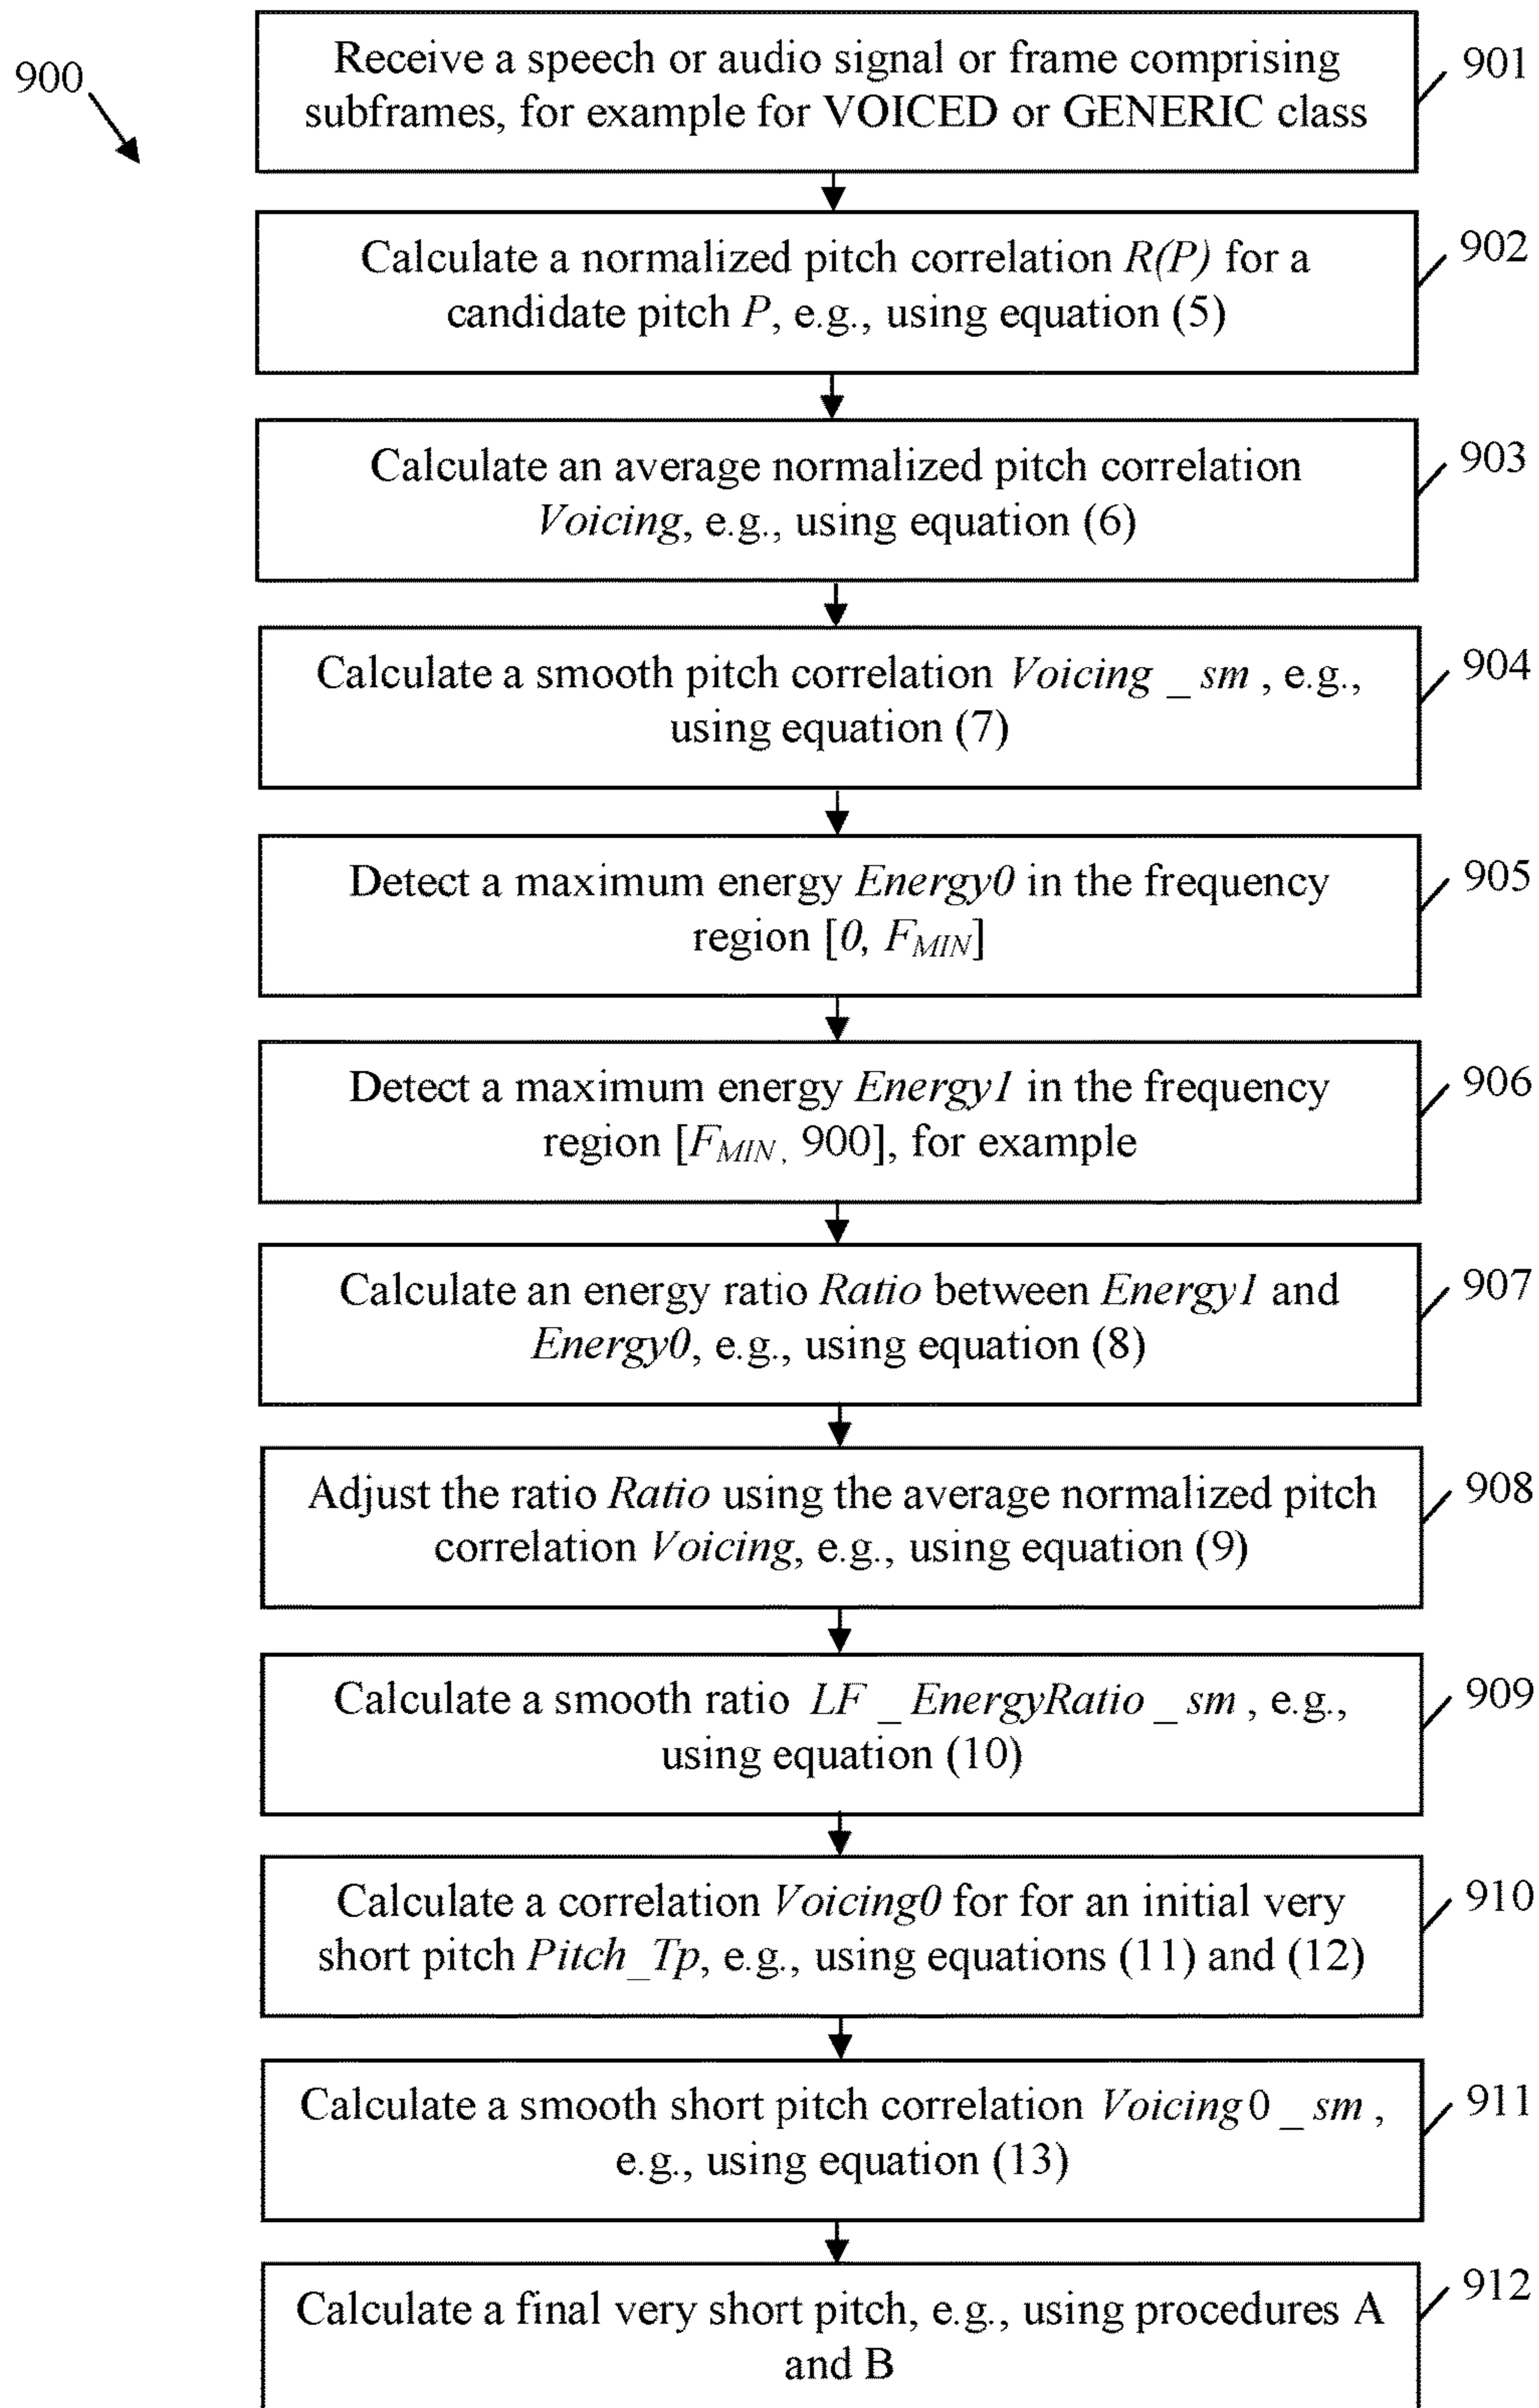 900
Receive a speech or audio signal or frame comprising
subframes, for example for VOICED or GENERIC class
901
Calculate a normalized pitch correlation R(P) for a
candidate pitch P, e.g., using equation (5)
902
Calculate an average normalized pitch correlation
Voicing, e.g., using equation (6)
903
Calculate a smooth pitch correlation Voicing _ sm , e.g.,
using equation (7)
904
Detect a maximum energy Energy0 in the frequency
region [0, F_MIN]
905
Detect a maximum energy Energy1 in the frequency
region [F_MIN, 900], for example
906
Calculate an energy ratio Ratio between Energy1 and
Energy0, e.g., using equation (8)
907
Adjust the ratio Ratio using the average normalized pitch
correlation Voicing, e.g., using equation (9)
908
Calculate a smooth ratio LF _ EnergyRatio _ sm , e.g.,
using equation (10)
909
Calculate a correlation Voicing0 for for an initial very
short pitch Pitch_Tp, e.g., using equations (11) and (12)
910
Calculate a smooth short pitch correlation Voicing0 _ sm ,
e.g., using equation (13)
911
Calculate a final very short pitch, e.g., using procedures A
and B
912